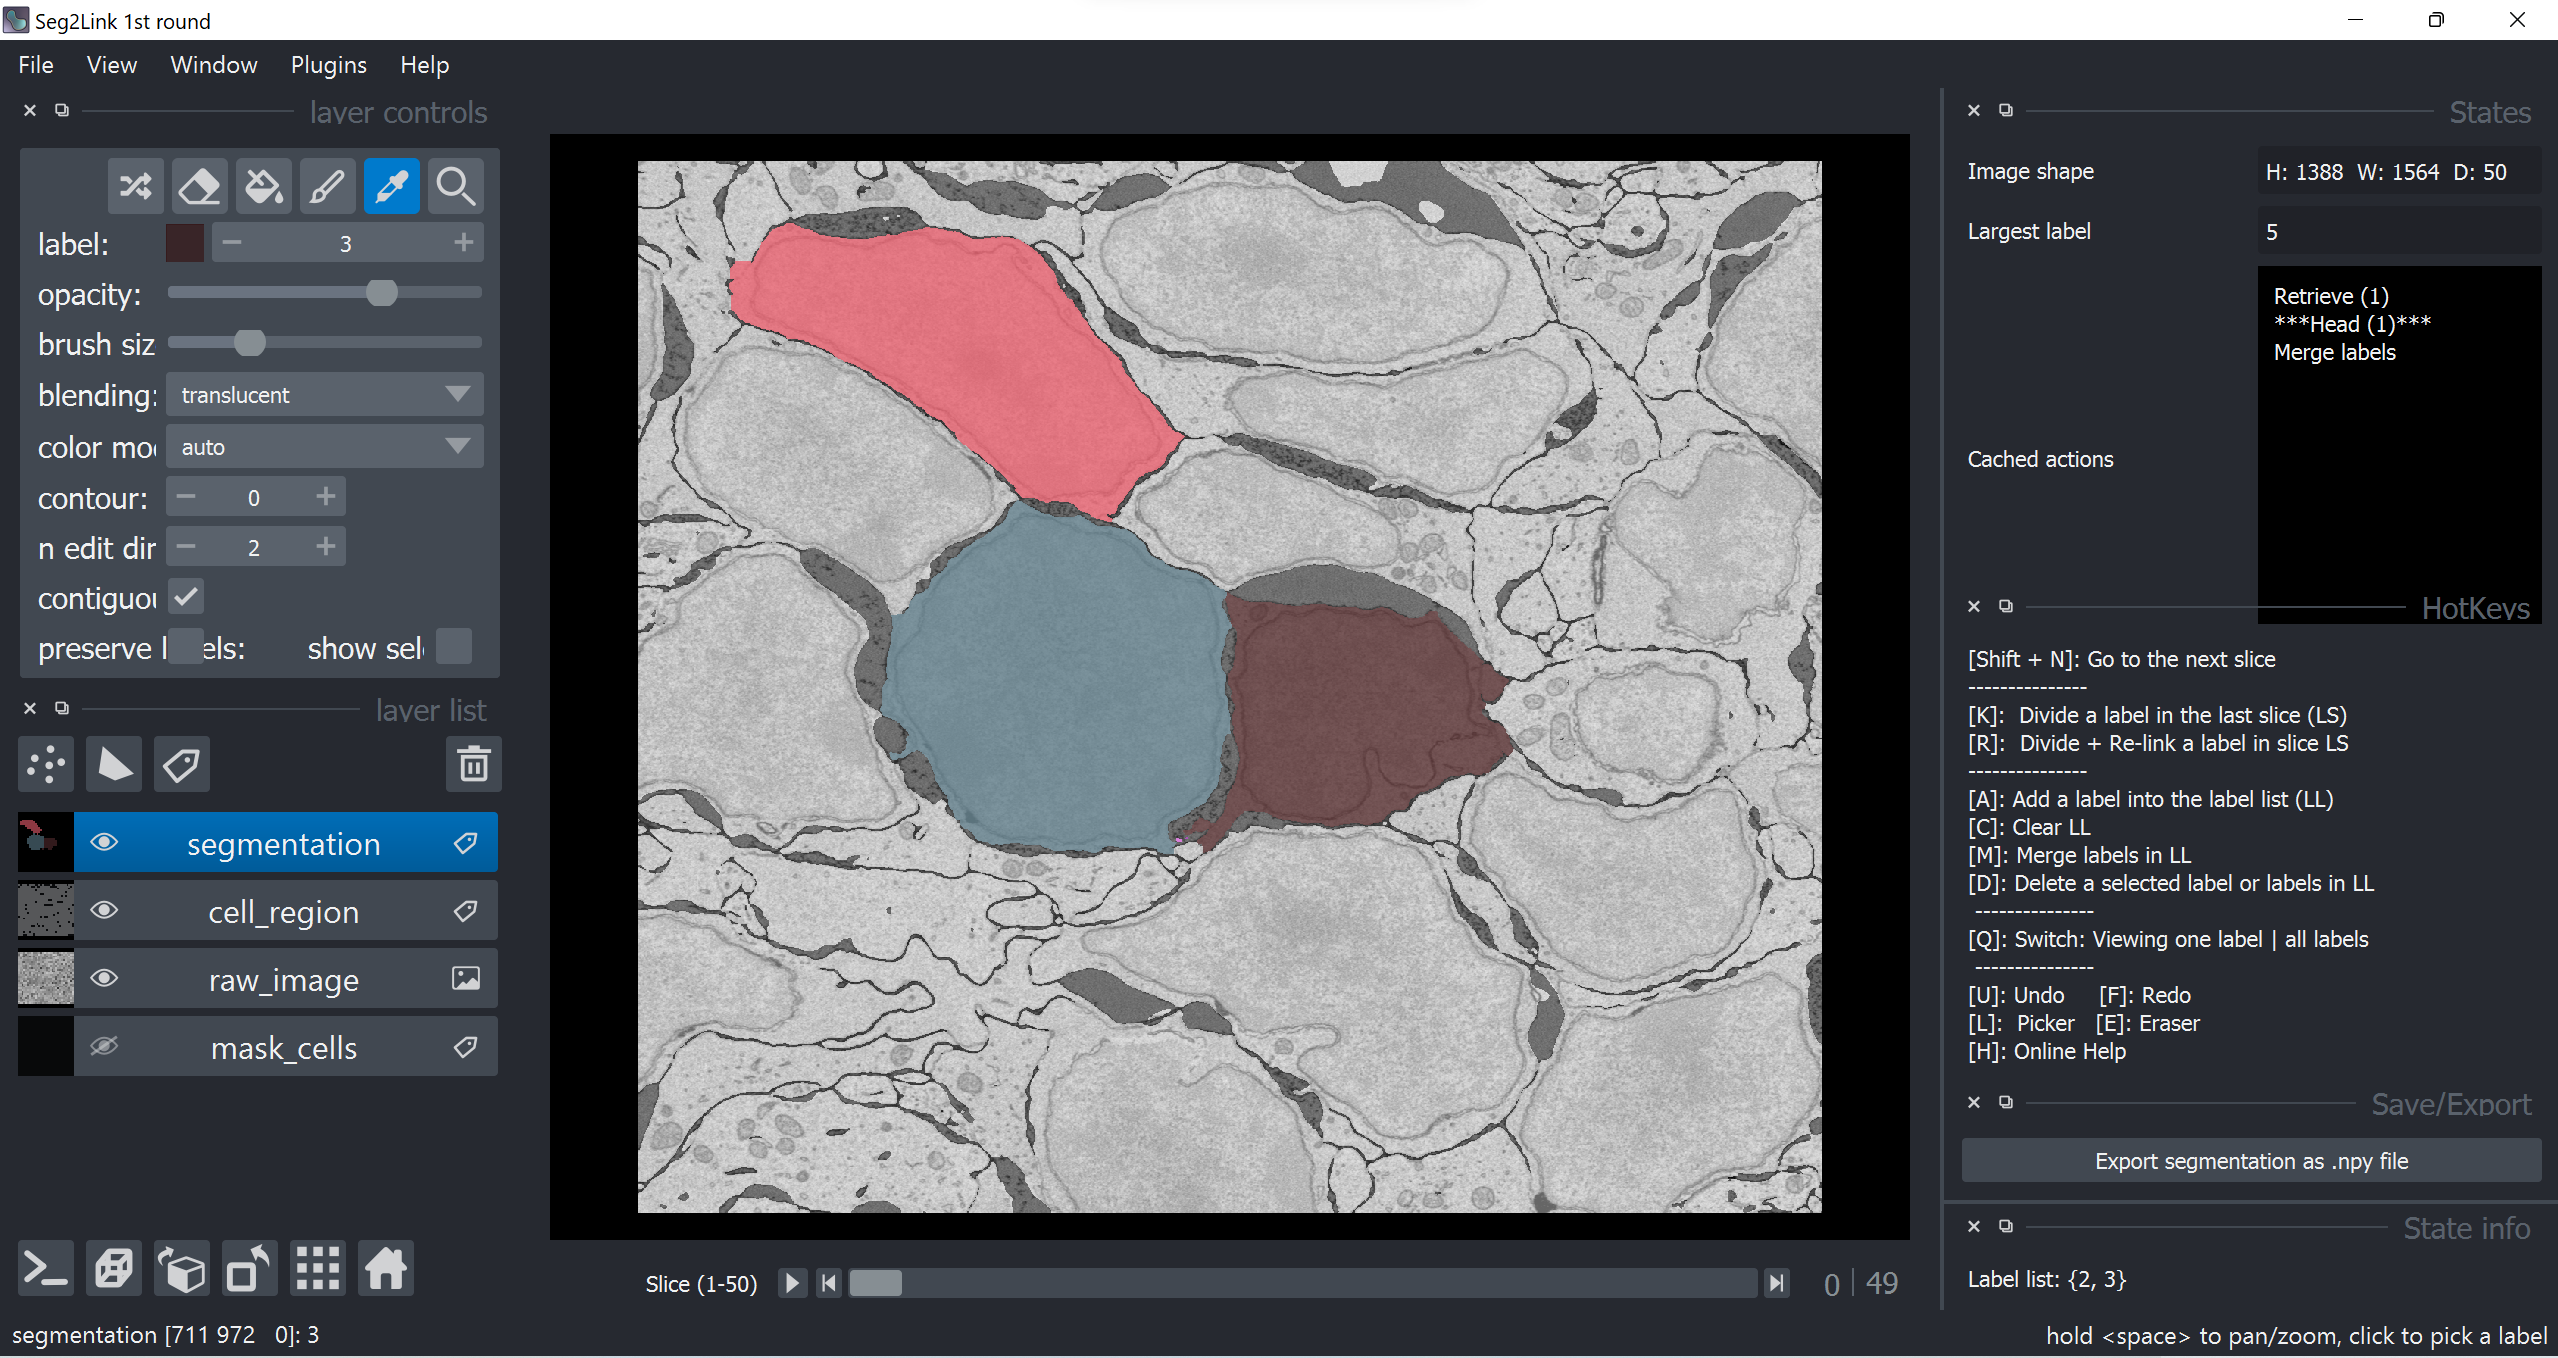 Seg2Link 1st round
File View Window Plugins Help
layer controls
label: 3
opacity:
brush siz
blending: translucent
color mo auto
contour: 0
n edit dir 2
contiguou
preserve l els: show sel
layer list
segmentation
cell_region
raw_image
mask_cells
Slice (1-50) 0 49
segmentation [711 972 0]: 3
States
Image shape H: 1388 W: 1564 D: 50
Largest label 5
Cached actions
Retrieve (1)
***Head (1)***
Merge labels
HotKeys
[Shift + N]: Go to the next slice
---------------
[K]: Divide a label in the last slice (LS)
[R]: Divide + Re-link a label in slice LS
---------------
[A]: Add a label into the label list (LL)
[C]: Clear LL
[M]: Merge labels in LL
[D]: Delete a selected label or labels in LL
---------------
[Q]: Switch: Viewing one label | all labels
---------------
[U]: Undo [F]: Redo
[L]: Picker [E]: Eraser
[H]: Online Help
Save/Export
Export segmentation as .npy file
State info
Label list: {2, 3}
hold <space> to pan/zoom, click to pick a label